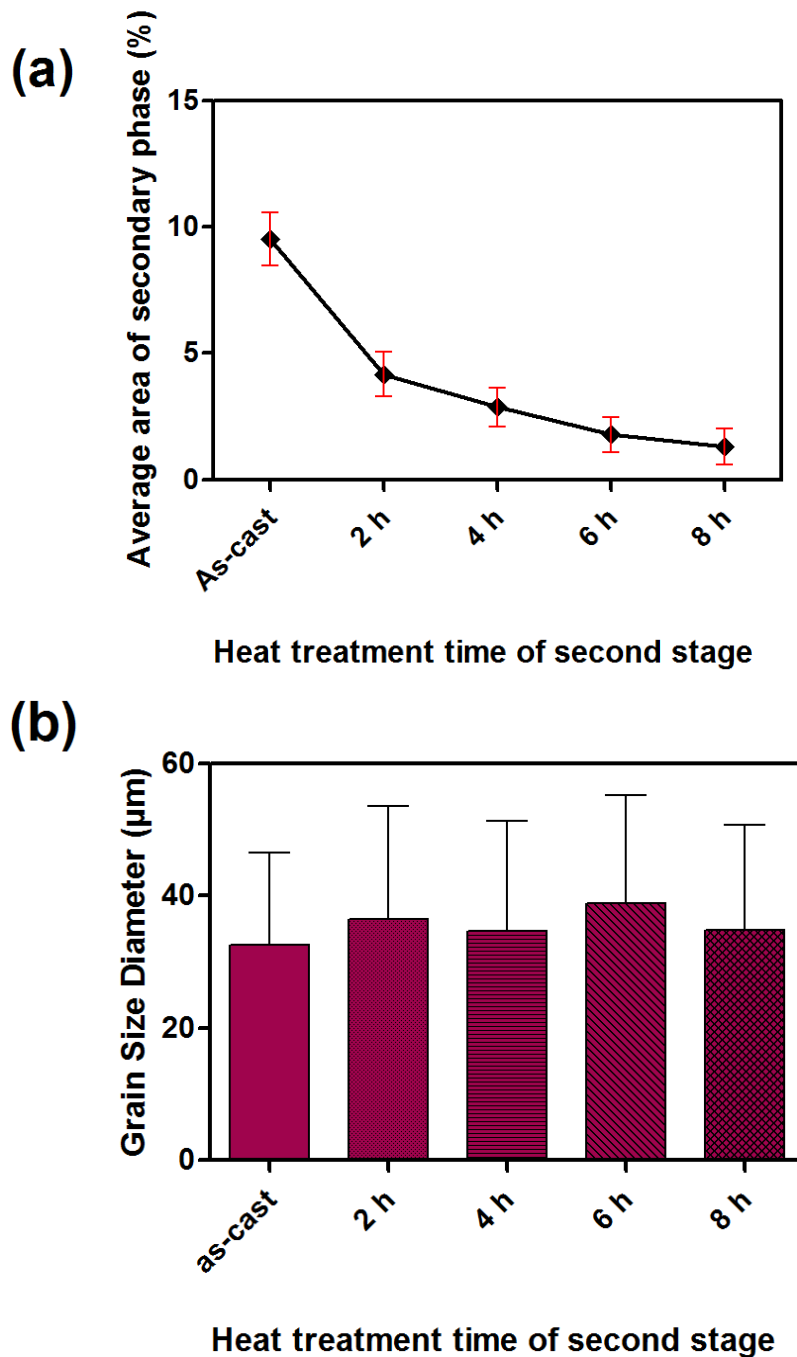 (a)
Average area of secondary phase (%)
15
10
5
0
As-cast
2 h
4 h
6 h
8 h
Heat treatment time of second stage
(b)
Grain Size Diameter (µm)
60
40
20
0
as-cast
2 h
4 h
6 h
8 h
Heat treatment time of second stage